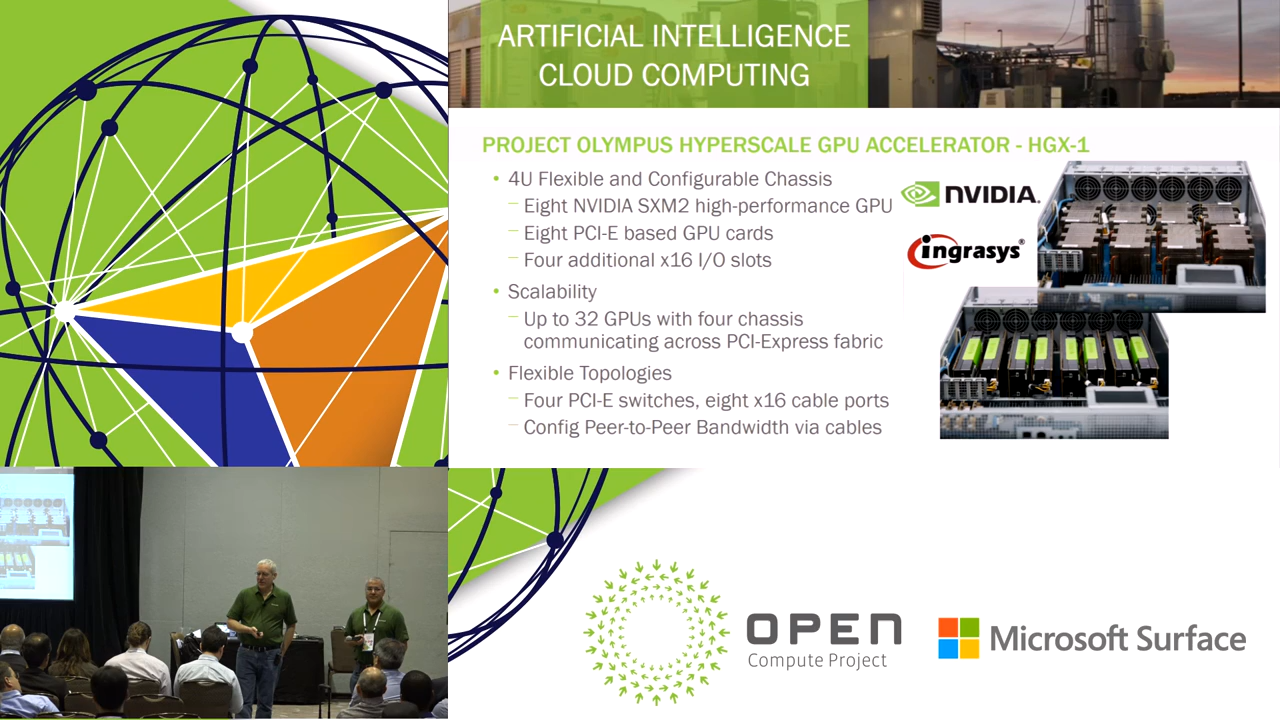 ARTIFICIAL INTELLIGENCE
CLOUD COMPUTING
PROJECT OLYMPUS HYPERSCALE GPU ACCELERATOR - HGX-1
• 4U Flexible and Configurable Chassis
– Eight NVIDIA SXM2 high-performance GPU
– Eight PCI-E based GPU cards
– Four additional x16 I/O slots
• Scalability
– Up to 32 GPUs with four chassis
communicating across PCI-Express fabric
• Flexible Topologies
– Four PCI-E switches, eight x16 cable ports
– Config Peer-to-Peer Bandwidth via cables
NVIDIA.
ingrasys®
OPEN
Compute Project
Microsoft Surface